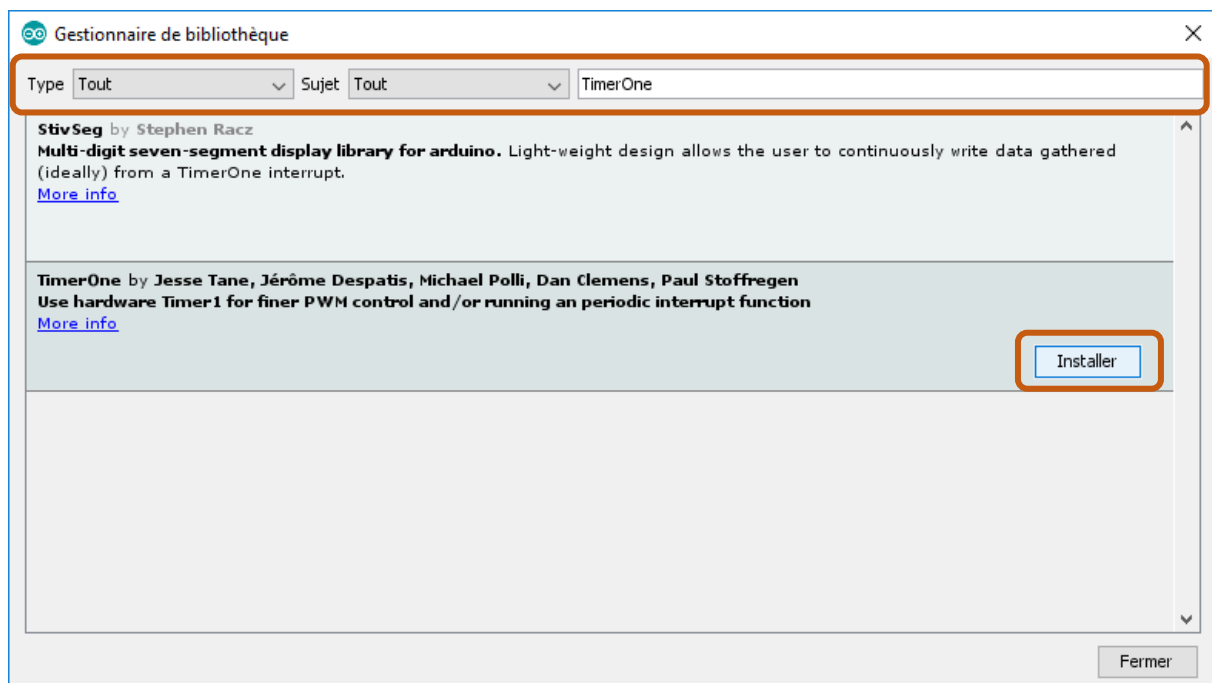 Gestionnaire de bibliothèque
Type Tout Sujet Tout TimerOne
StivSeg by Stephen Racz
Multi-digit seven-segment display library for arduino. Light-weight design allows the user to continuously write data gathered
(ideally) from a TimerOne interrupt.
More info
TimerOne by Jesse Tane, Jérôme Despatis, Michael Polli, Dan Clemens, Paul Stoffregen
Use hardware Timer1 for finer PWM control and/or running an periodic interrupt function
More info
Installer
Fermer